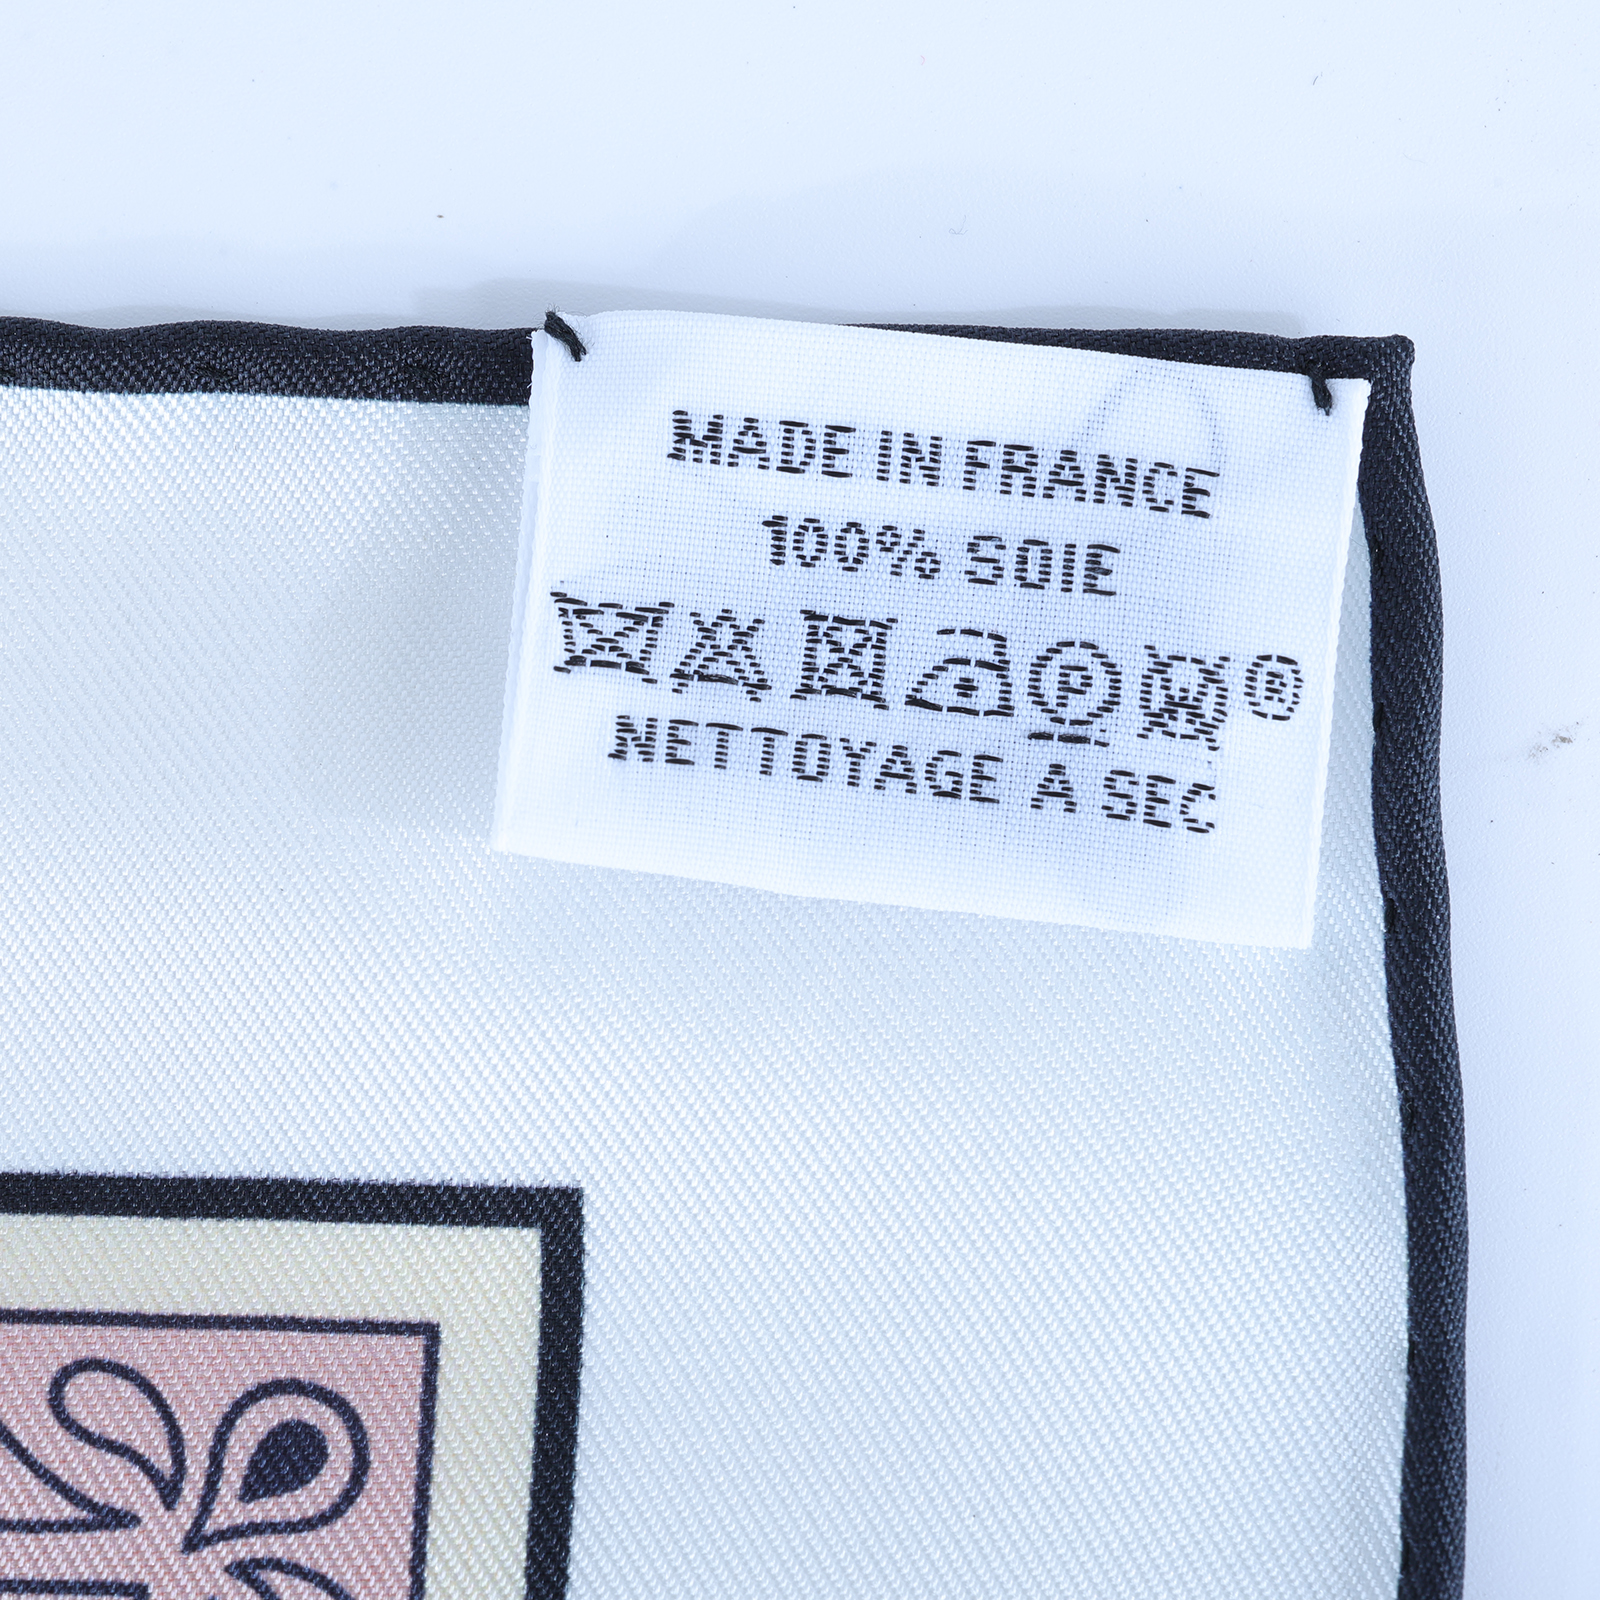 MADE IN FRANCE
100% SOIE
P W ®
NETTOYAGE A SEC